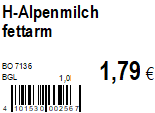 H-Alpenmilch
fettarm
BO 7136
BGL 1,0
1,79 €
4 101530 002567